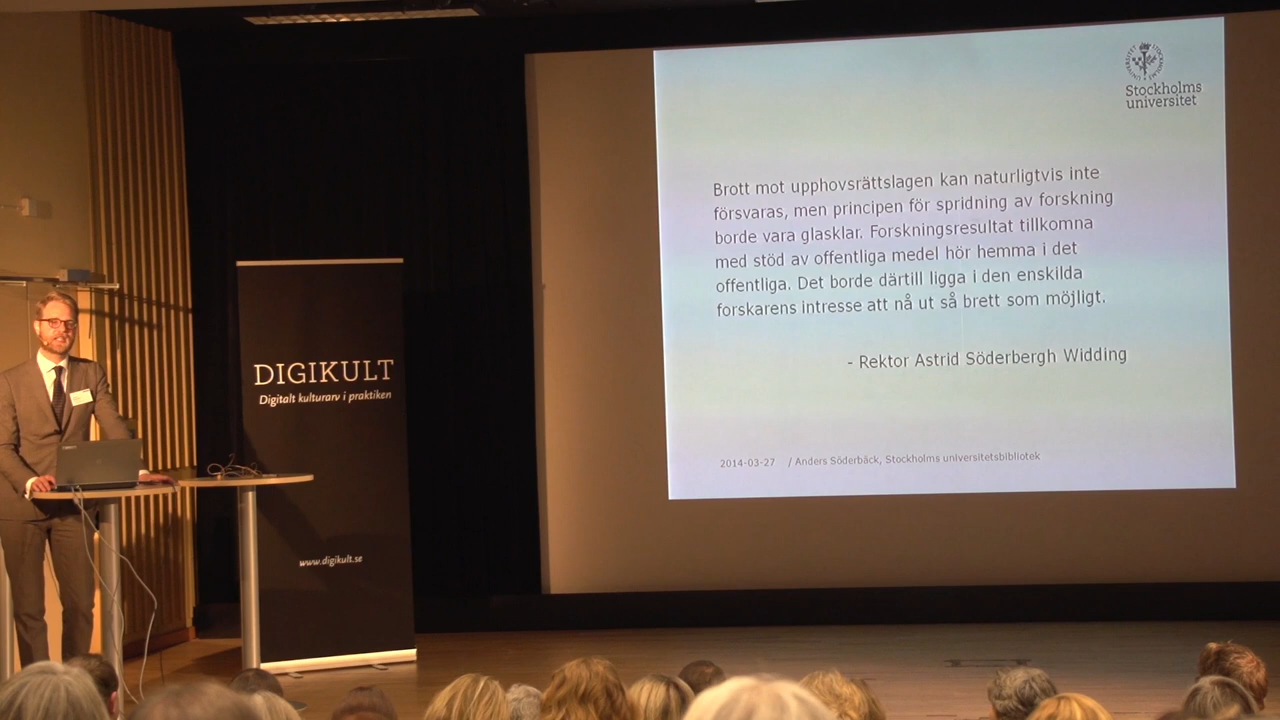 Stockholms
universitet
Brott mot upphovsrättslagen kan naturligtvis inte
försvaras, men principen för spridning av forskning
borde vara glasklar. Forskningsresultat tillkomna
med stöd av offentliga medel hör hemma i det
offentliga. Det borde därtill ligga i den enskilda
forskarens intresse att nå ut så brett som möjligt.
- Rektor Astrid Söderbergh Widding
2014-03-27 / Anders Söderbäck, Stockholms universitetsbibliotek
DIGIKULT
Digitalt kulturarv i praktiken
www.digikult.se